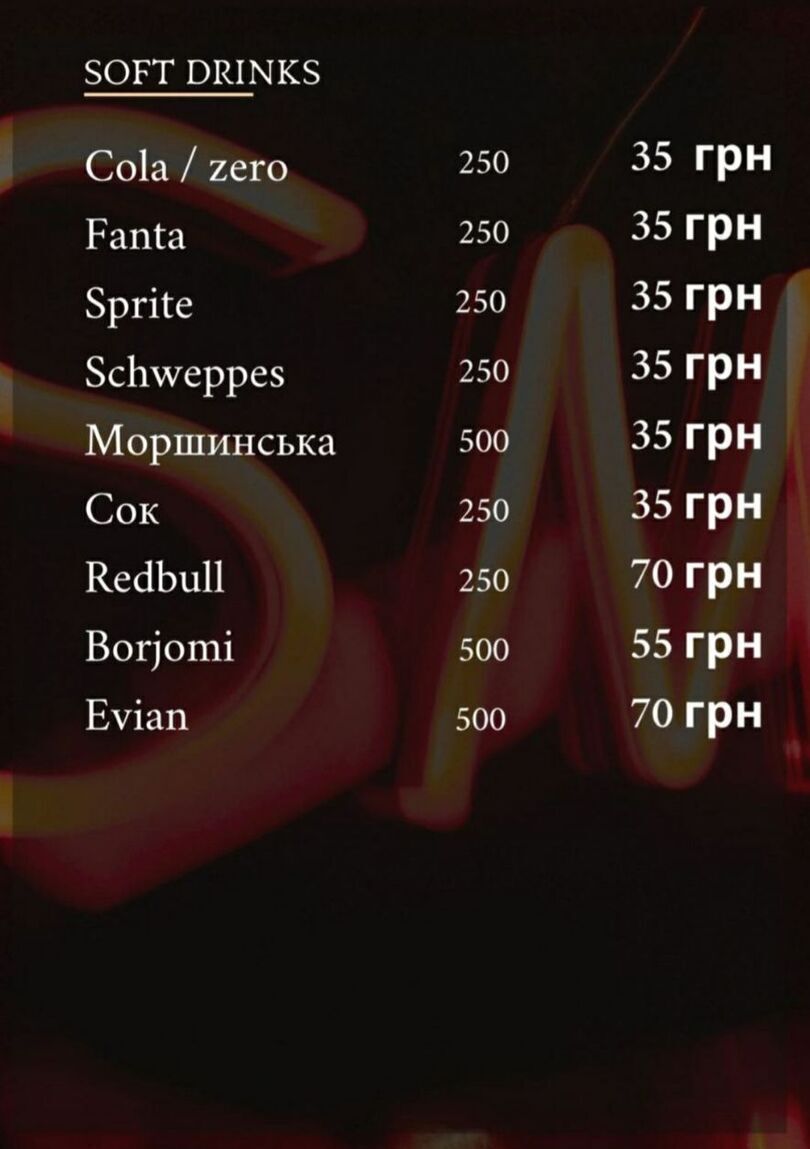 SOFT DRINKS
Cola / zero 250 35 грн
Fanta 250 35 грн
Sprite 250 35 грн
Schweppes 250 35 грн
Моршинська 500 35 грн
Сок 250 35 грн
Redbull 250 70 грн
Borjomi 500 55 грн
Evian 500 70 грн